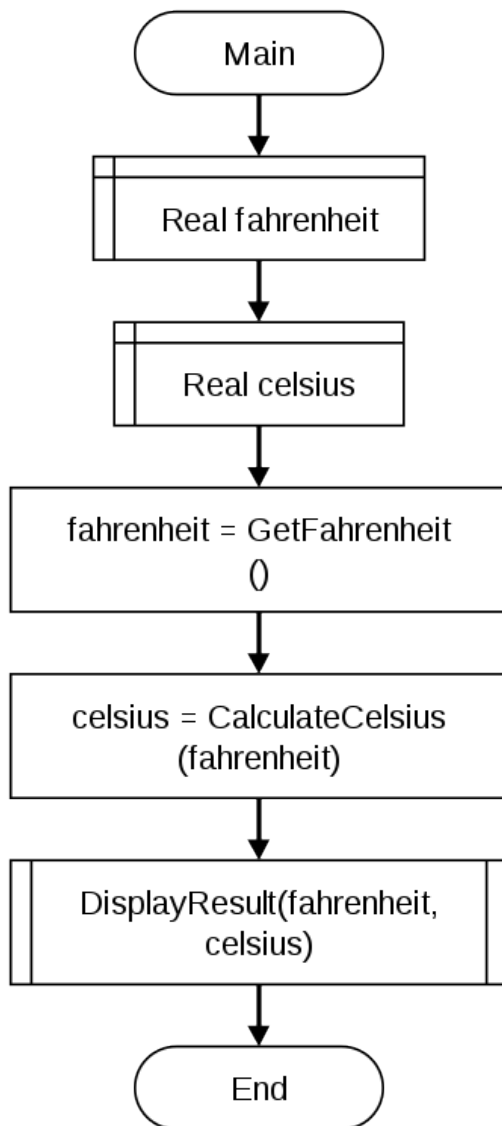 Main
Real fahrenheit
Real celsius
fahrenheit = GetFahrenheit
()
celsius = CalculateCelsius
(fahrenheit)
DisplayResult(fahrenheit,
celsius)
End